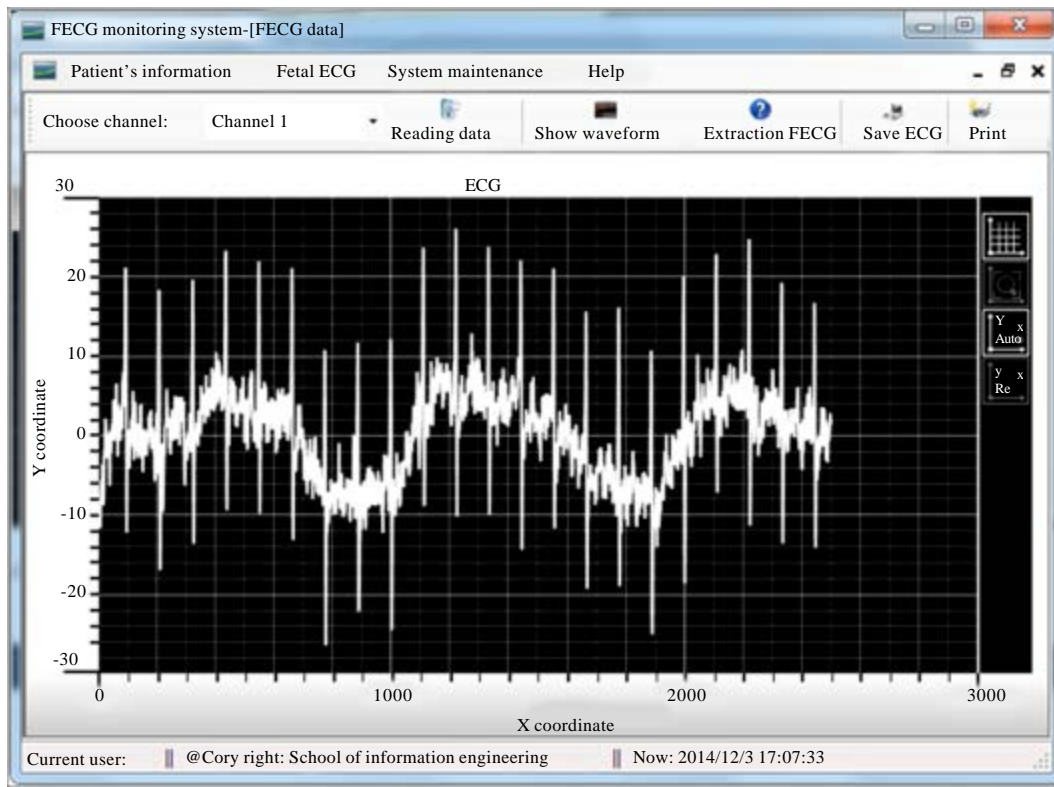 FECG monitoring system-[FECG data]
Patient's information Fetal ECG System maintenance Help
Choose channel: Channel 1 Reading data Show waveform Extraction FECG Save ECG Print
ECG
30
20
10
0
-10
-20
-30
Y coordinate
Y x
Auto
y x
Re
0 1000 2000 3000
X coordinate
Current user: @Cory right: School of information engineering Now: 2014/12/3 17:07:33